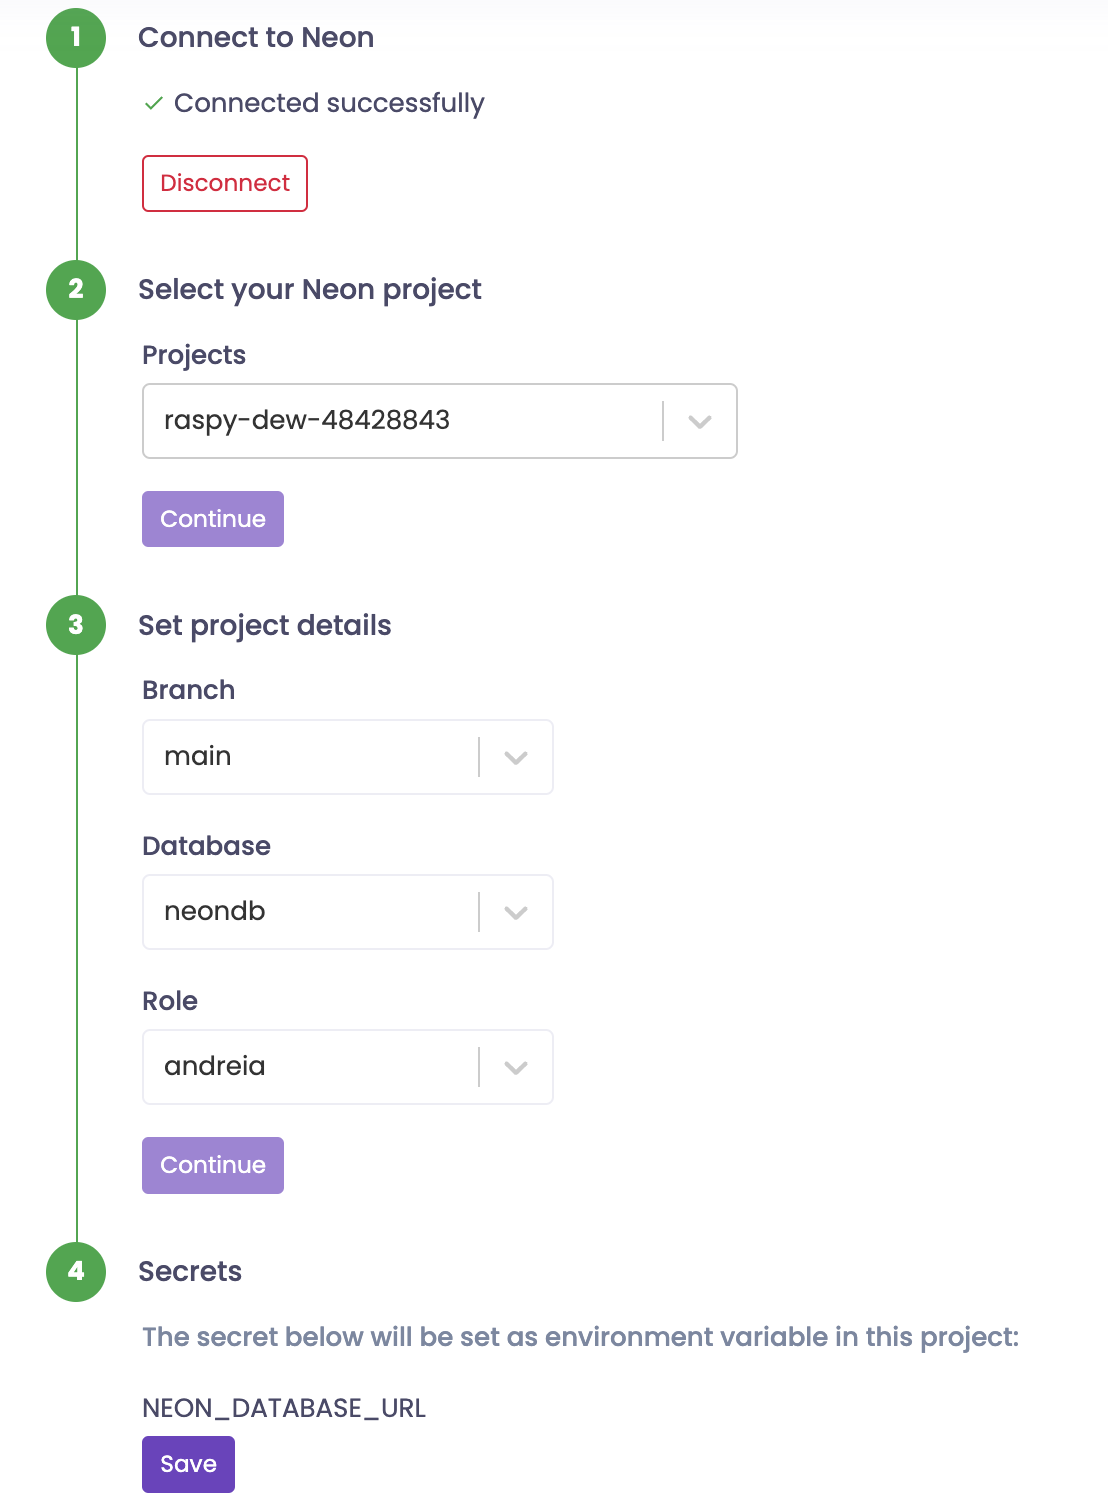 1
Connect to Neon
Connected successfully
Disconnect
2
Select your Neon project
Projects
raspy-dew-48428843
Continue
3
Set project details
Branch
main
Database
neondb
Role
andreia
Continue
4
Secrets
The secret below will be set as environment variable in this project:
NEON_DATABASE_URL
Save